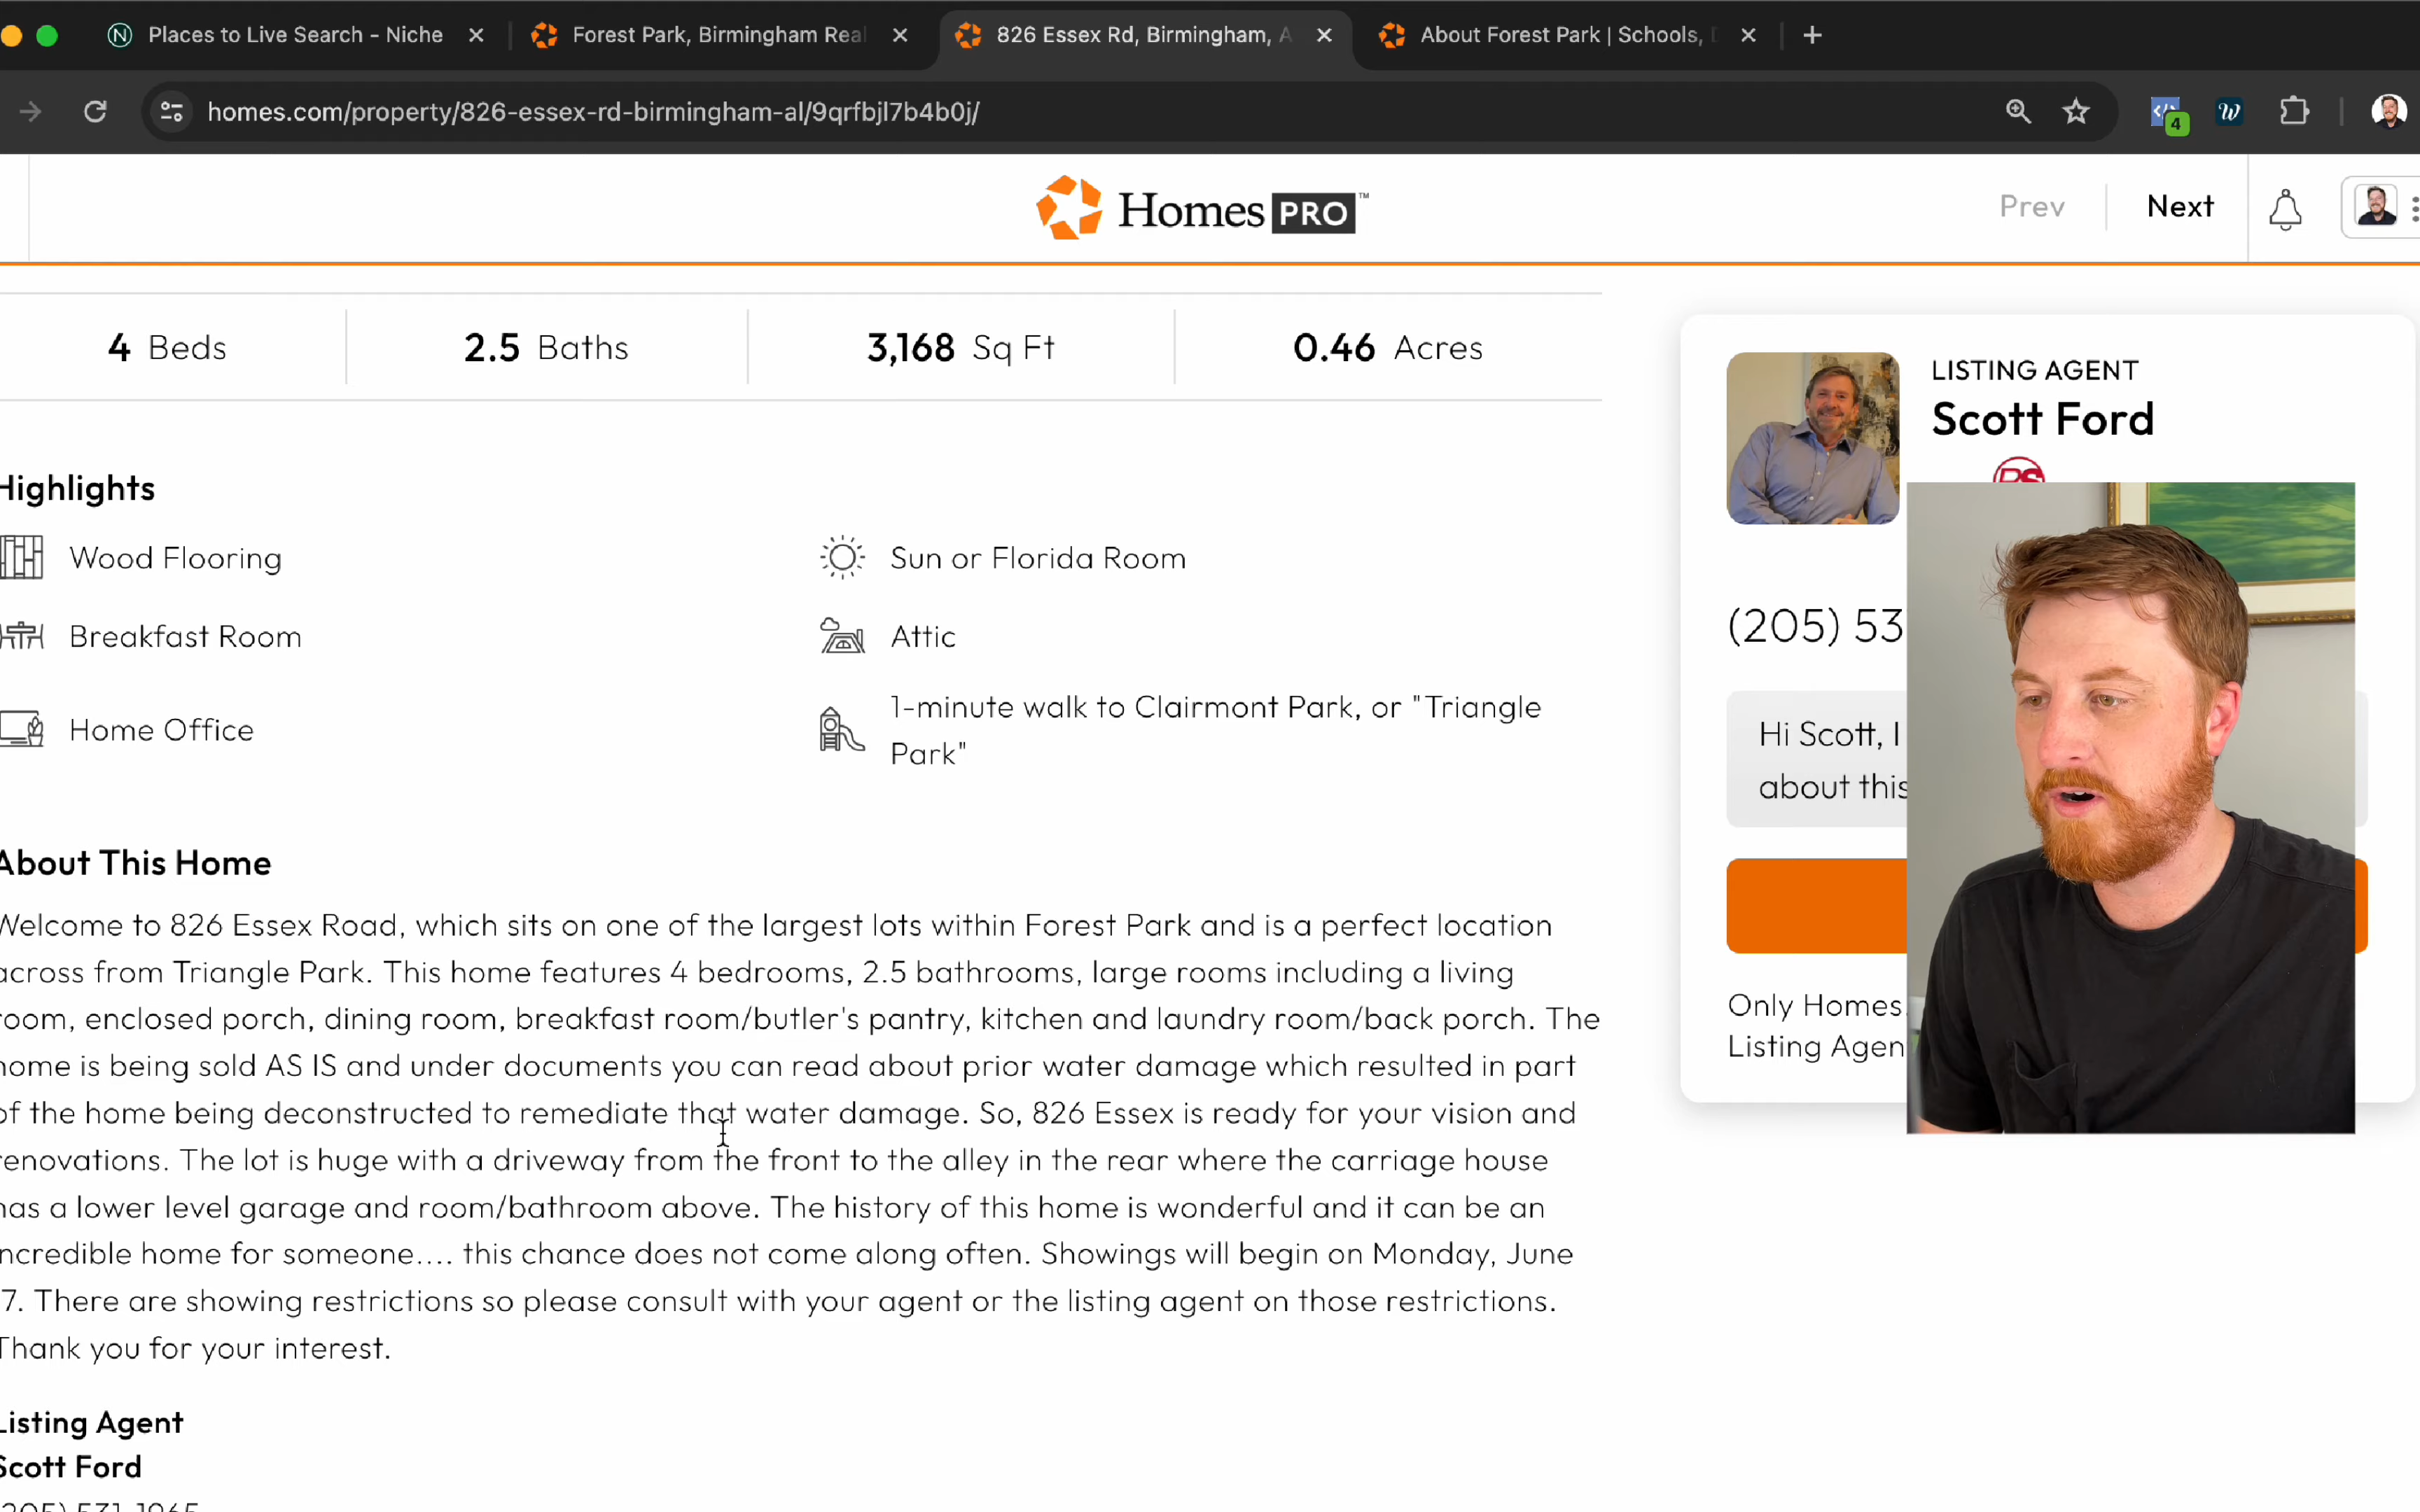 Places to Live Search - Niche
Forest Park, Birmingham Real
826 Essex Rd, Birmingham, A
About Forest Park | Schools, D
homes.com/property/826-essex-rd-birmingham-al/9qrfbjl7b4b0j/
4
w
Homes PRO™
Prev
Next
4 Beds
2.5 Baths
3,168 Sq Ft
0.46 Acres
LISTING AGENT
Scott Ford
RS
(205) 53
Hi Scott, I
about this
Only Homes.
Listing Agen
Highlights
Wood Flooring
Sun or Florida Room
Breakfast Room
Attic
Home Office
1-minute walk to Clairmont Park, or "Triangle
Park"
About This Home
Welcome to 826 Essex Road, which sits on one of the largest lots within Forest Park and is a perfect location
across from Triangle Park. This home features 4 bedrooms, 2.5 bathrooms, large rooms including a living
room, enclosed porch, dining room, breakfast room/butler's pantry, kitchen and laundry room/back porch. The
home is being sold AS IS and under documents you can read about prior water damage which resulted in part
of the home being deconstructed to remediate that water damage. So, 826 Essex is ready for your vision and
renovations. The lot is huge with a driveway from the front to the alley in the rear where the carriage house
has a lower level garage and room/bathroom above. The history of this home is wonderful and it can be an
incredible home for someone.... this chance does not come along often. Showings will begin on Monday, June
17. There are showing restrictions so please consult with your agent or the listing agent on those restrictions.
Thank you for your interest.
Listing Agent
Scott Ford
(205) 531-1965